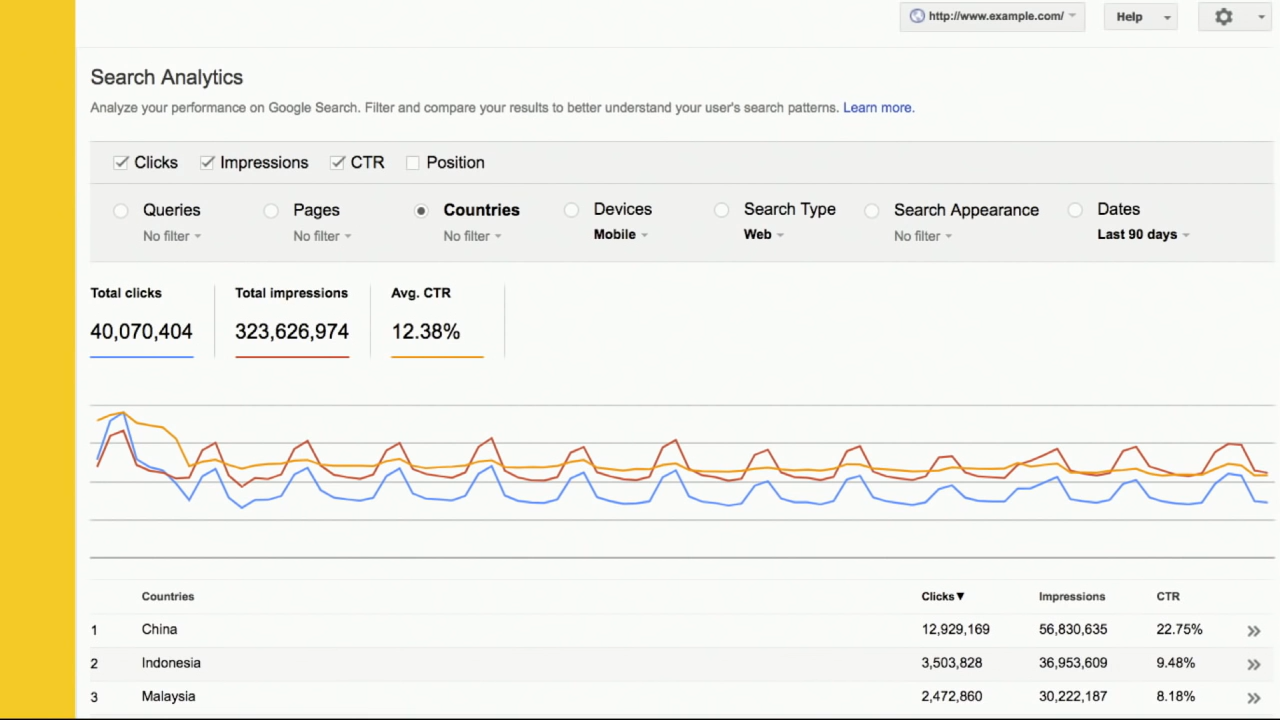 http://www.example.com/ Help
Search Analytics
Analyze your performance on Google Search. Filter and compare your results to better understand your user's search patterns. Learn more.
Clicks Impressions CTR Position
Queries Pages Countries Devices Search Type Search Appearance Dates
No filter No filter No filter Mobile Web No filter Last 90 days
Total clicks Total impressions Avg. CTR
40,070,404 323,626,974 12.38%
Countries Clicks▼ Impressions CTR
1 China 12,929,169 56,830,635 22.75% »
2 Indonesia 3,503,828 36,953,609 9.48% »
3 Malaysia 2,472,860 30,222,187 8.18% »